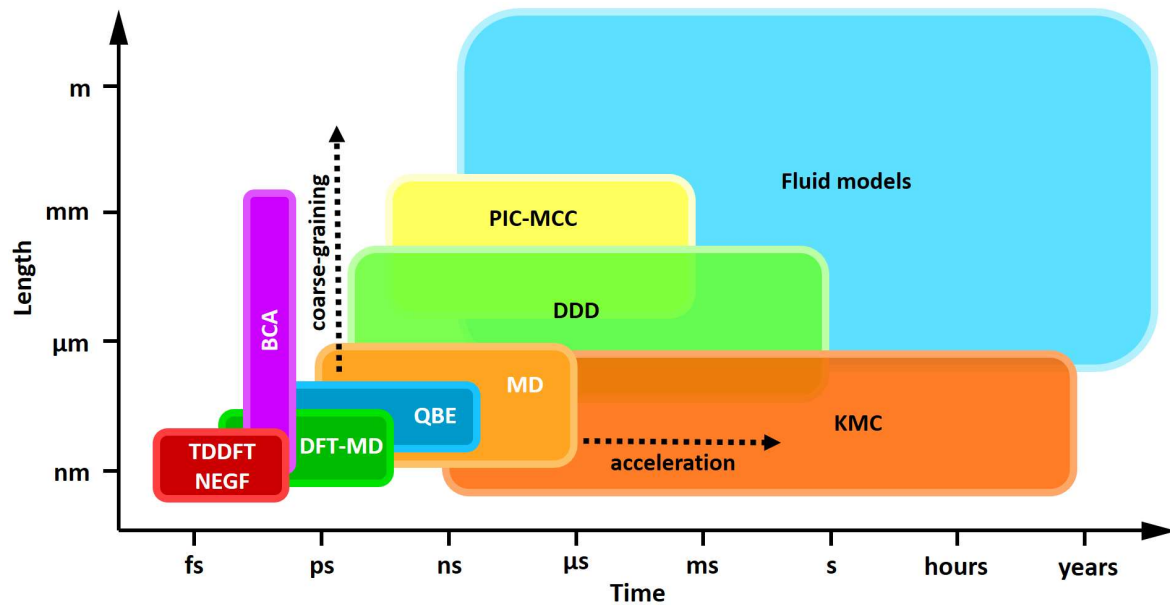 m
mm
µm
nm
Length
Fluid models
PIC-MCC
coarse-graining
DDD
BCA
MD
QBE
KMC
DFT-MD
TDDFT
NEGF
acceleration
fs
ps
ns
µs
ms
s
hours
years
Time